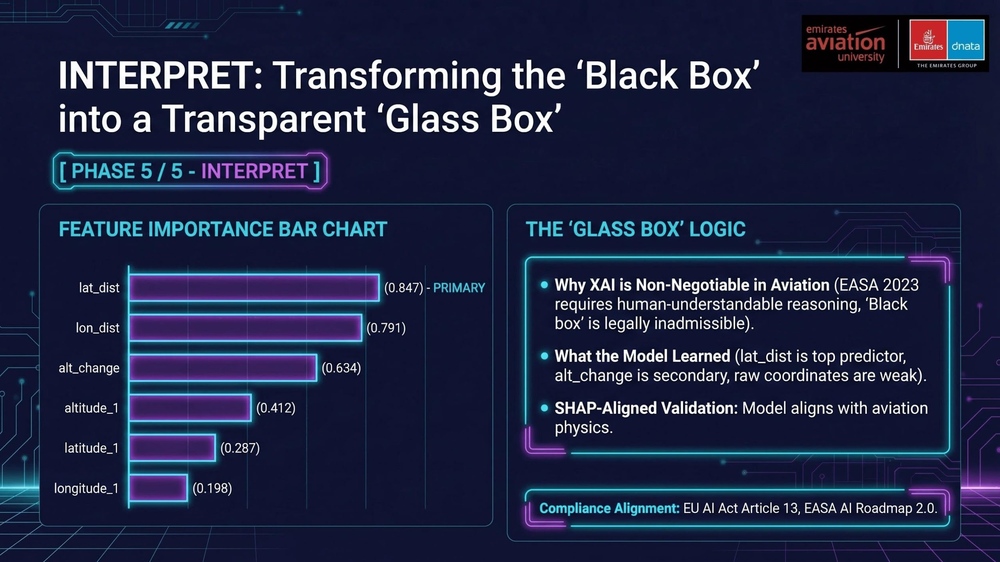 emirates
aviation
university
Emirates
dnata
THE EMIRATES GROUP
INTERPRET: Transforming the ‘Black Box’
into a Transparent ‘Glass Box’
[ PHASE 5 / 5 - INTERPRET ]
FEATURE IMPORTANCE BAR CHART
lat_dist (0.847) - PRIMARY
lon_dist (0.791)
alt_change (0.634)
altitude_1 (0.412)
latitude_1 (0.287)
longitude_1 (0.198)
THE ‘GLASS BOX’ LOGIC
• Why XAI is Non-Negotiable in Aviation (EASA 2023
requires human-understandable reasoning, ‘Black
box’ is legally inadmissible).
• What the Model Learned (lat_dist is top predictor,
alt_change is secondary, raw coordinates are weak).
• SHAP-Aligned Validation: Model aligns with aviation
physics.
Compliance Alignment: EU AI Act Article 13, EASA AI Roadmap 2.0.